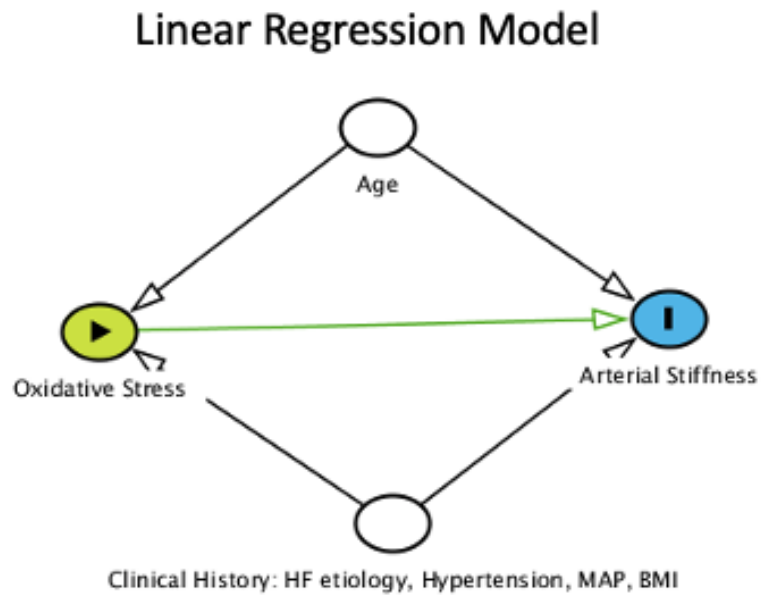 Linear Regression Model
Age
Oxidative Stress
Arterial Stiffness
Clinical History: HF etiology, Hypertension, MAP, BMI